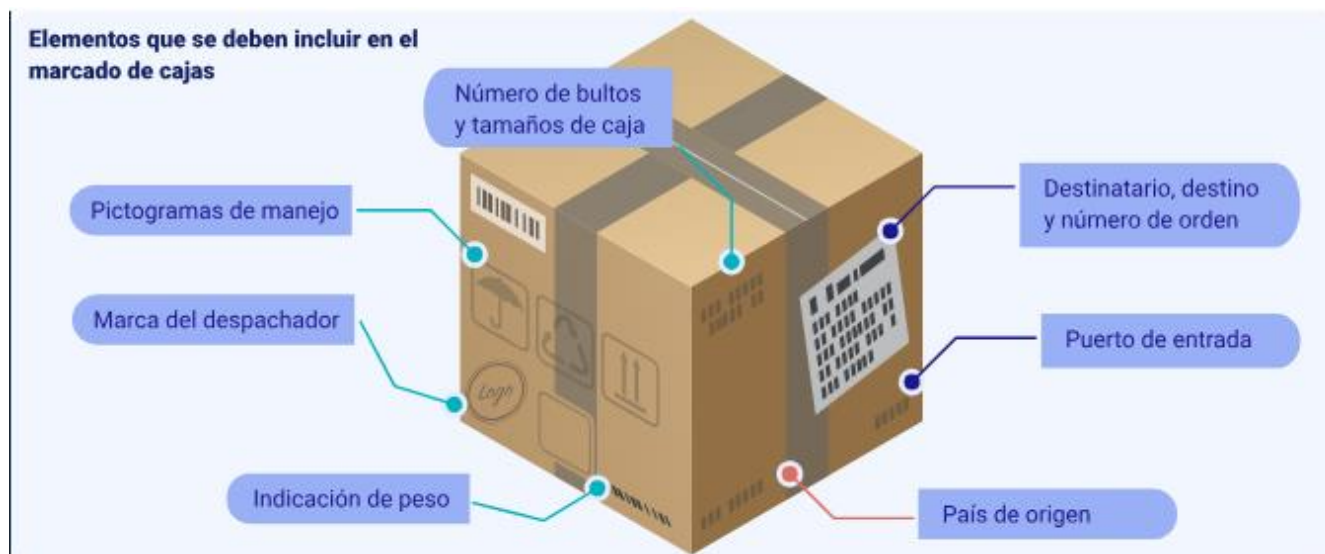 Elementos que se deben incluir en el
marcado de cajas
Número de bultos
y tamaños de caja
Pictogramas de manejo
Destinatario, destino
y número de orden
Marca del despachador
Puerto de entrada
Logo
Indicación de peso
País de origen